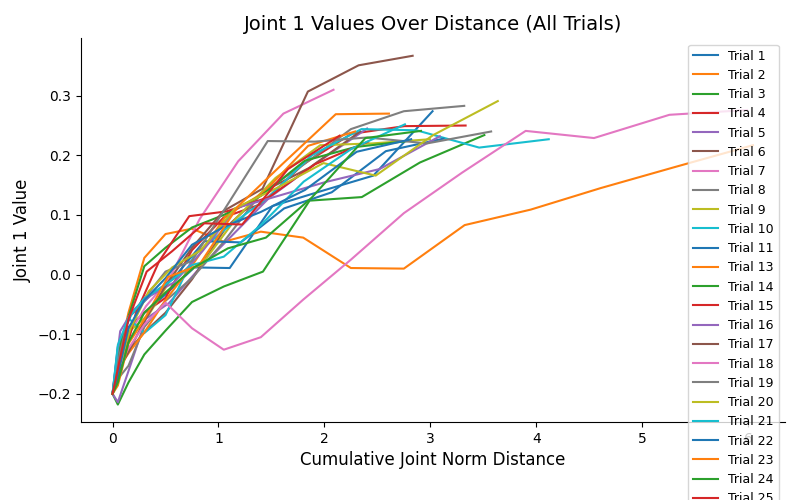 Joint 1 Values Over Distance (All Trials)
Joint 1 Value
0.3
0.2
0.1
0.0
−0.1
−0.2
0
1
2
3
4
5
Cumulative Joint Norm Distance
Trial 1
Trial 2
Trial 3
Trial 4
Trial 5
Trial 6
Trial 7
Trial 8
Trial 9
Trial 10
Trial 11
Trial 13
Trial 14
Trial 15
Trial 16
Trial 17
Trial 18
Trial 19
Trial 20
Trial 21
Trial 22
Trial 23
Trial 24
Trial 25